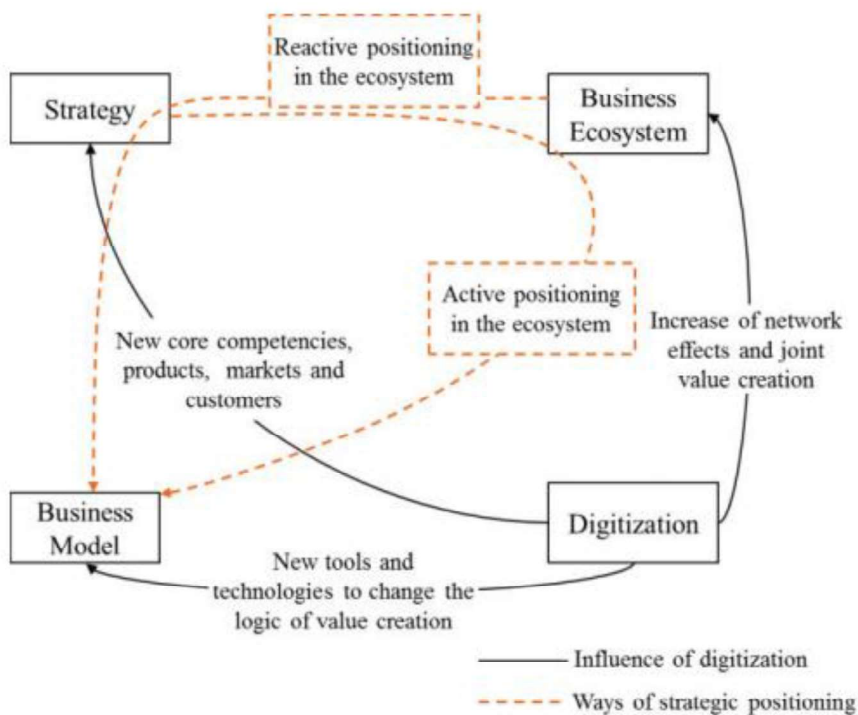 Reactive positioning
in the ecosystem
Strategy
Business
Ecosystem
Active positioning
in the ecosystem
New core competencies,
products, markets and
customers
Increase of network
effects and joint
value creation
Business
Model
Digitization
New tools and
technologies to change the
logic of value creation
Influence of digitization
Ways of strategic positioning